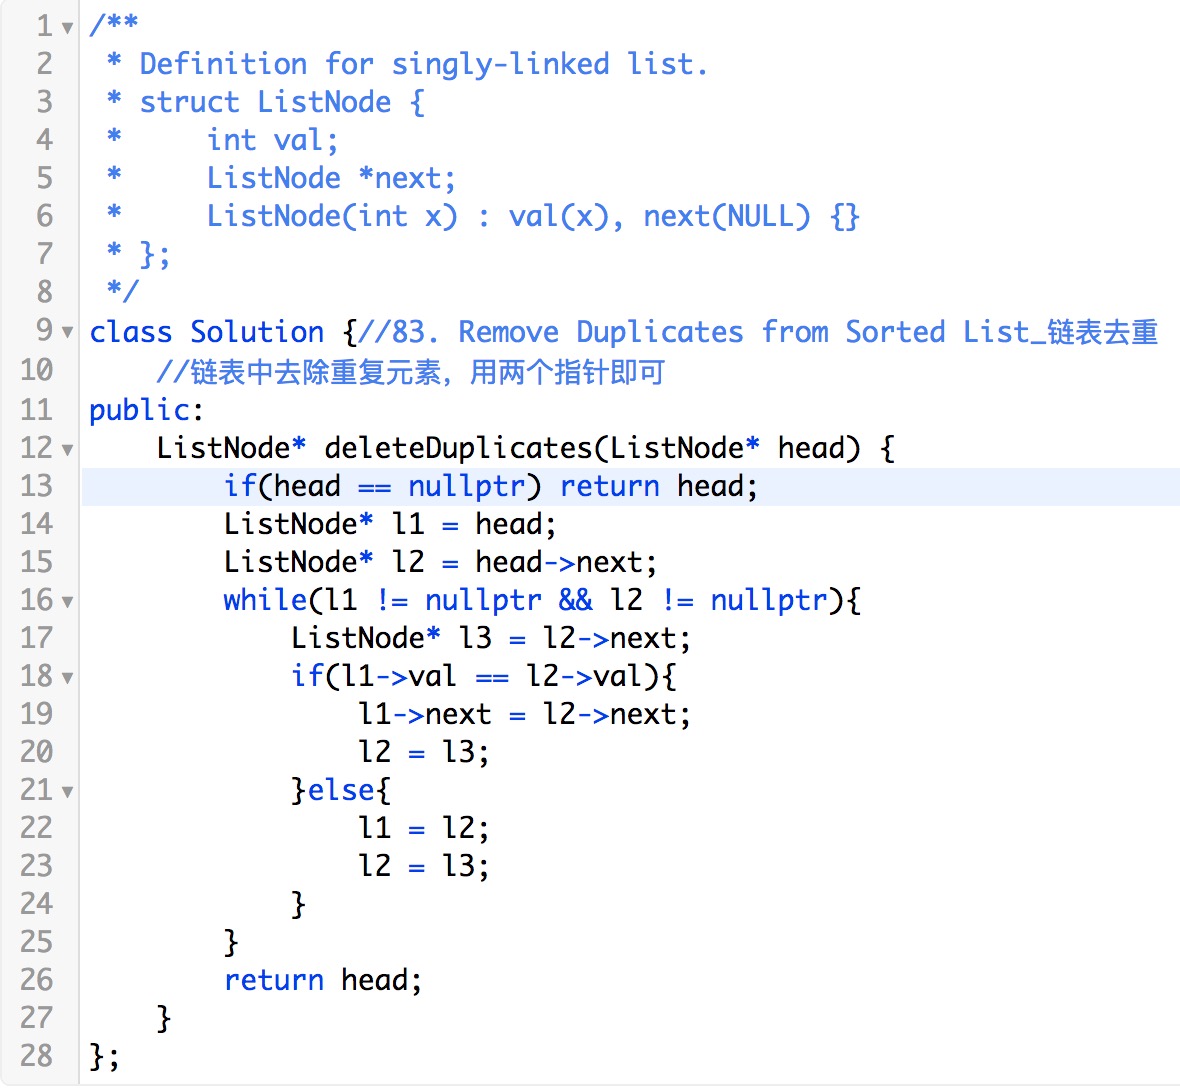 1 /**
2  * Definition for singly-linked list.
3  * struct ListNode {
4  *     int val;
5  *     ListNode *next;
6  *     ListNode(int x) : val(x), next(NULL) {}
7  * };
8  */
9 class Solution {//83. Remove Duplicates from Sorted List_链表去重
10     //链表中去除重复元素，用两个指针即可
11 public:
12     ListNode* deleteDuplicates(ListNode* head) {
13         if(head == nullptr) return head;
14         ListNode* l1 = head;
15         ListNode* l2 = head->next;
16         while(l1 != nullptr && l2 != nullptr){
17             ListNode* l3 = l2->next;
18             if(l1->val == l2->val){
19                 l1->next = l2->next;
20                 l2 = l3;
21             }else{
22                 l1 = l2;
23                 l2 = l3;
24             }
25         }
26         return head;
27     }
28 };